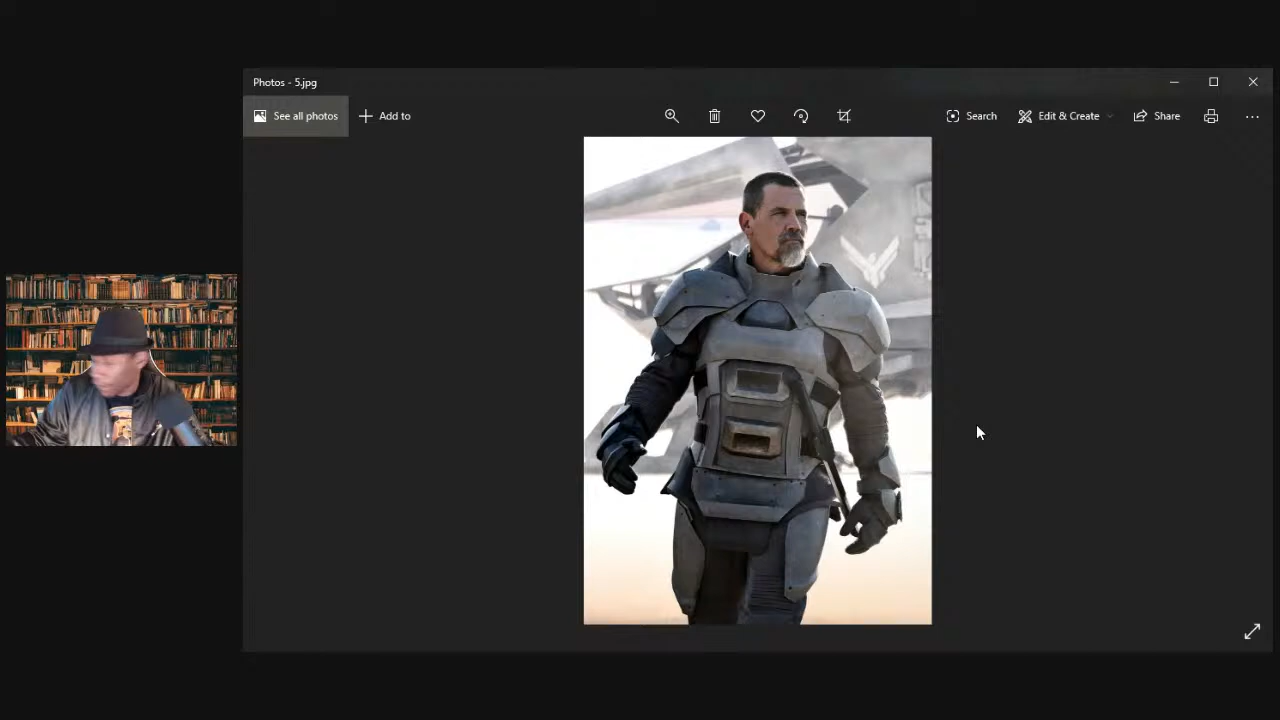 Photos - 5.jpg
See all photos
Add to
Search
Edit & Create
Share